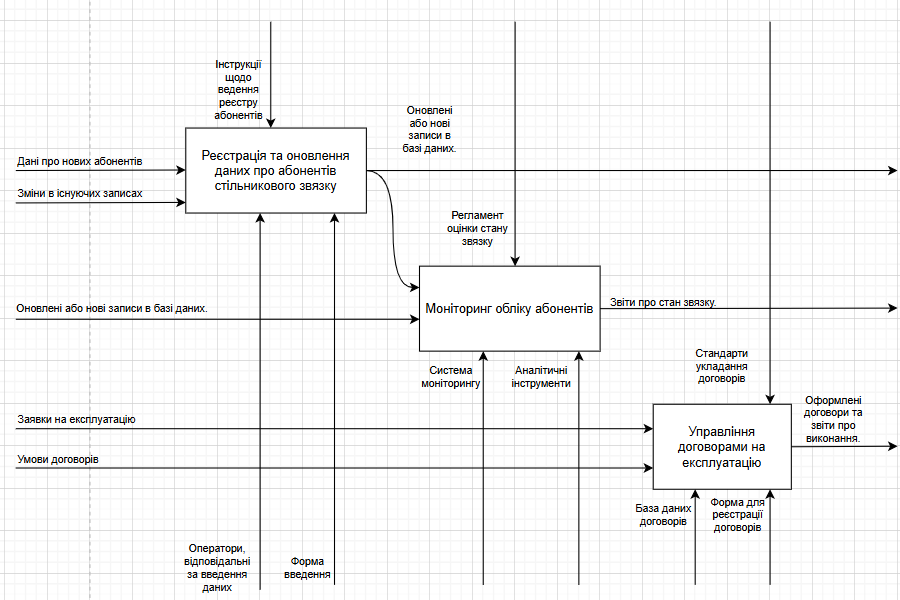 Інструкції
щодо
ведення
реєстру
абонентів
Оновлені
або нові
записи в
базі даних.
Реєстрація та оновлення
даних про абонентів
стільникового звязку
Дані про нових абонентів
Зміни в існуючих записах
Регламент
оцінки стану
звязку
Моніторинг обліку абонентів
Звіти про стан звязку.
Оновлені або нові записи в базі даних.
Система
моніторингу
Аналітичні
інструменти
Стандарти
укладання
договорів
Оформлені
договори та
звіти про
виконання.
Заявки на експлуатацію
Управління
договорами на
експлуатацію
Умови договорів
База даних
договорів
Форма для
реєстрації
договорів
Оператори,
відповідальні
за введення
даних
Форма
введення